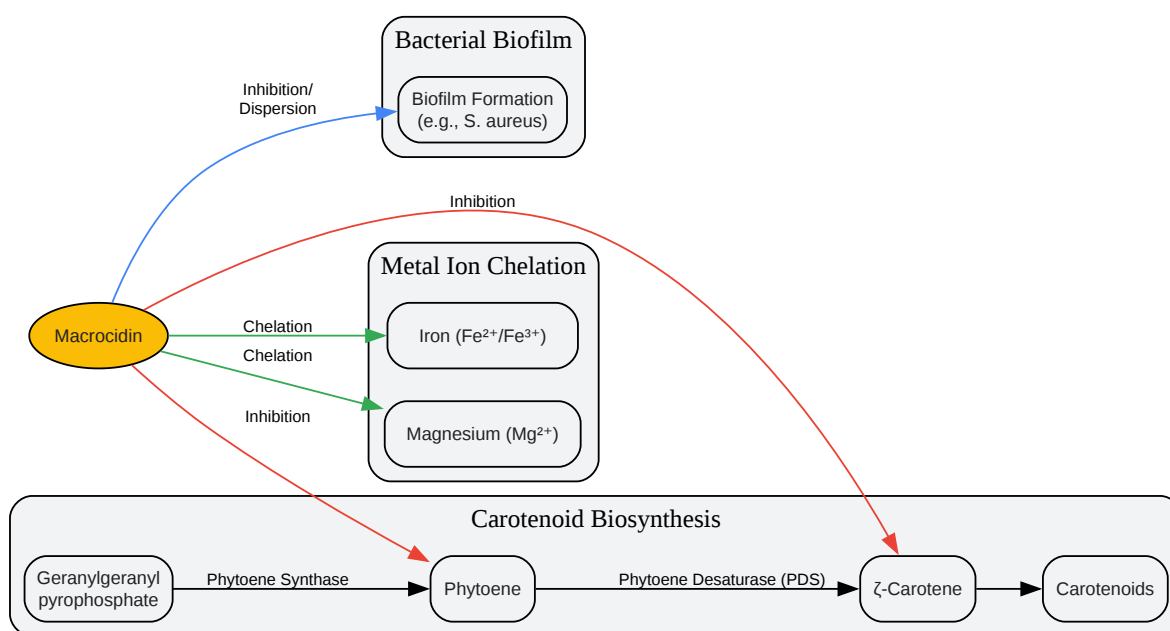 Bacterial Biofilm
Inhibition/
Dispersion
Biofilm Formation
(e.g., S. aureus)
Inhibition
Metal Ion Chelation
Macrocidin
Chelation
Iron (Fe²⁺/Fe³⁺)
Chelation
Inhibition
Magnesium (Mg²⁺)
Carotenoid Biosynthesis
Geranylgeranyl
pyrophosphate
Phytoene Synthase
Phytoene
Phytoene Desaturase (PDS)
ζ-Carotene
Carotenoids